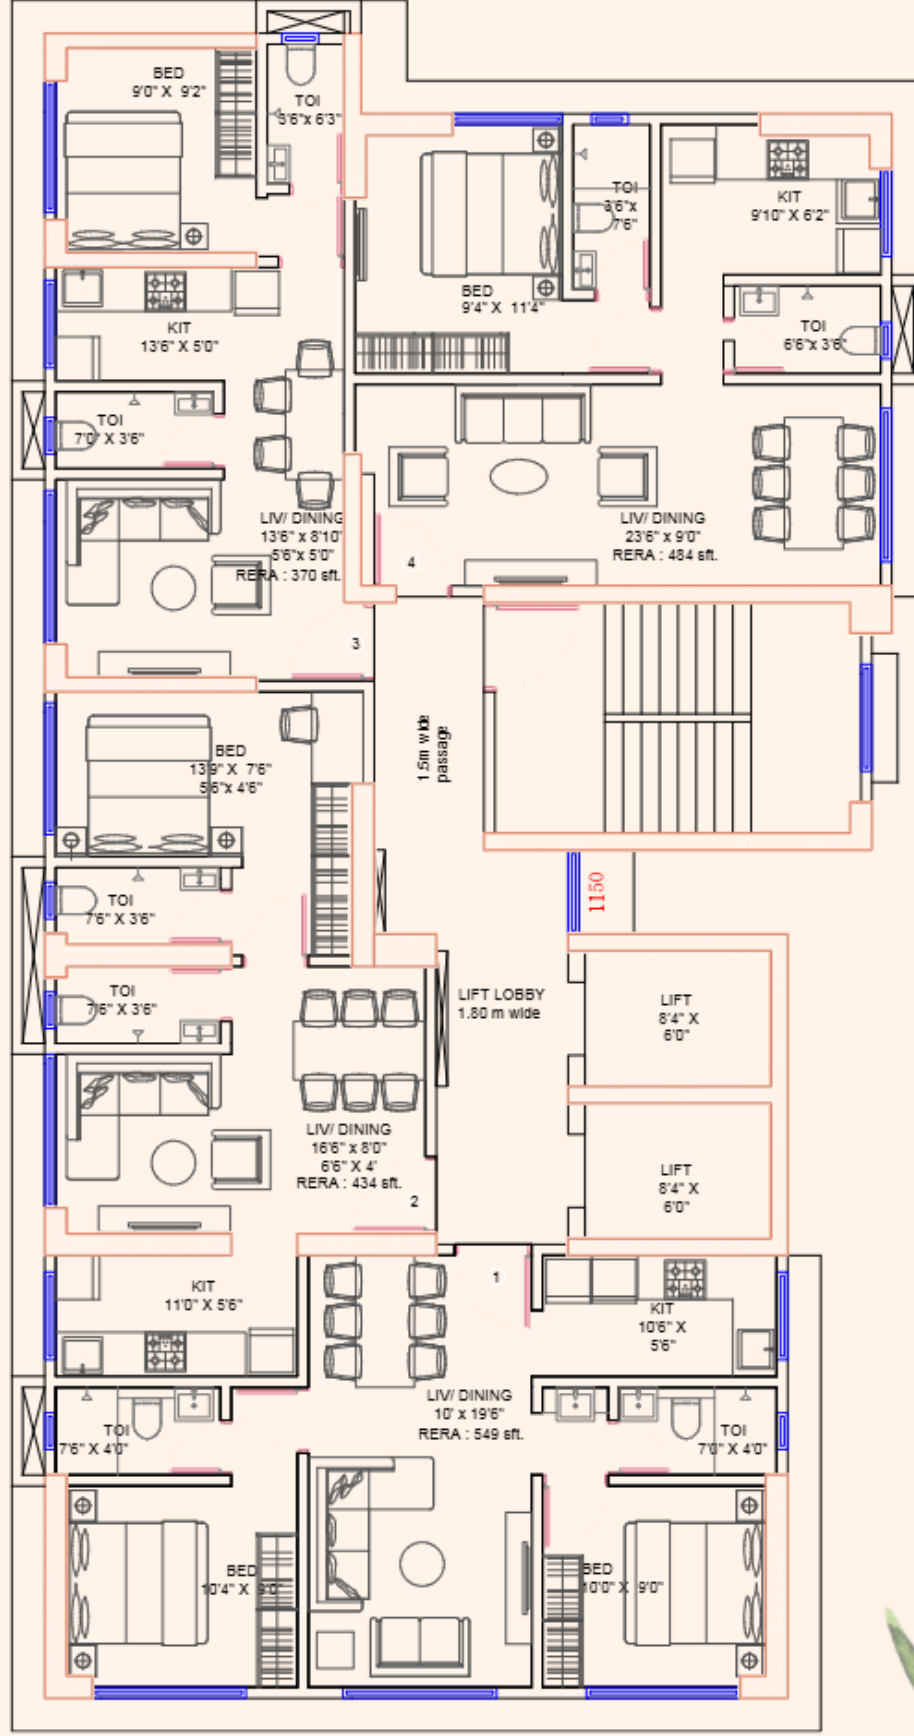 BED
9'0" X 9'2"
TOI
3'6"x 6'3"
TOI
3'6"x
7'6"
KIT
9'10" X 6'2"
BED
9'4" X 11'4"
KIT
13'6" X 5'0"
TOI
6'6"x 3'6"
TOI
7'0" X 3'6"
LIV/ DINING
13'6" x 8'10"
5'6"x 5'0"
RERA : 370 sft.
LIV/ DINING
23'6" x 9'0"
RERA : 484 sft.
4
3
1.5m wide
passage
BED
13'9" X 7'6"
5'6"x 4'6"
1150
TOI
7'6" X 3'6"
TOI
7'6" X 3'6"
LIFT LOBBY
1.80 m wide
LIFT
8'4" X
6'0"
LIV/ DINING
16'6" x 8'0"
6'6" X 4'
RERA : 434 sft.
2
LIFT
8'4" X
6'0"
1
KIT
11'0" X 5'6"
KIT
10'6" X
5'6"
LIV/ DINING
10' x 19'6"
RERA : 549 sft.
TOI
7'6" X 4'0"
TOI
7'0" X 4'0"
BED
10'4" X 9'0"
BED
10'0" X 9'0"